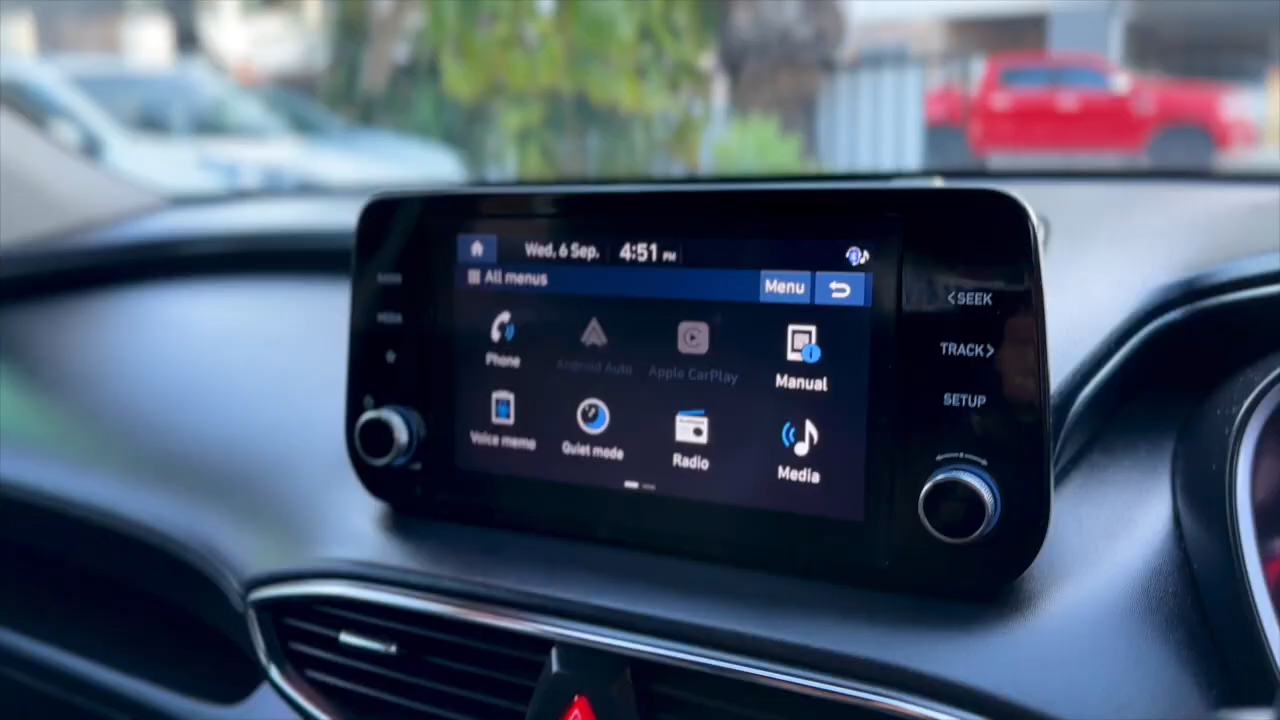 Wed, 6 Sep. 4:51 PM
All menus
Menu
Phone
Android Auto
Apple CarPlay
Manual
Voice memo
Quiet mode
Radio
Media
MEDIA
< SEEK
TRACK >
SETUP